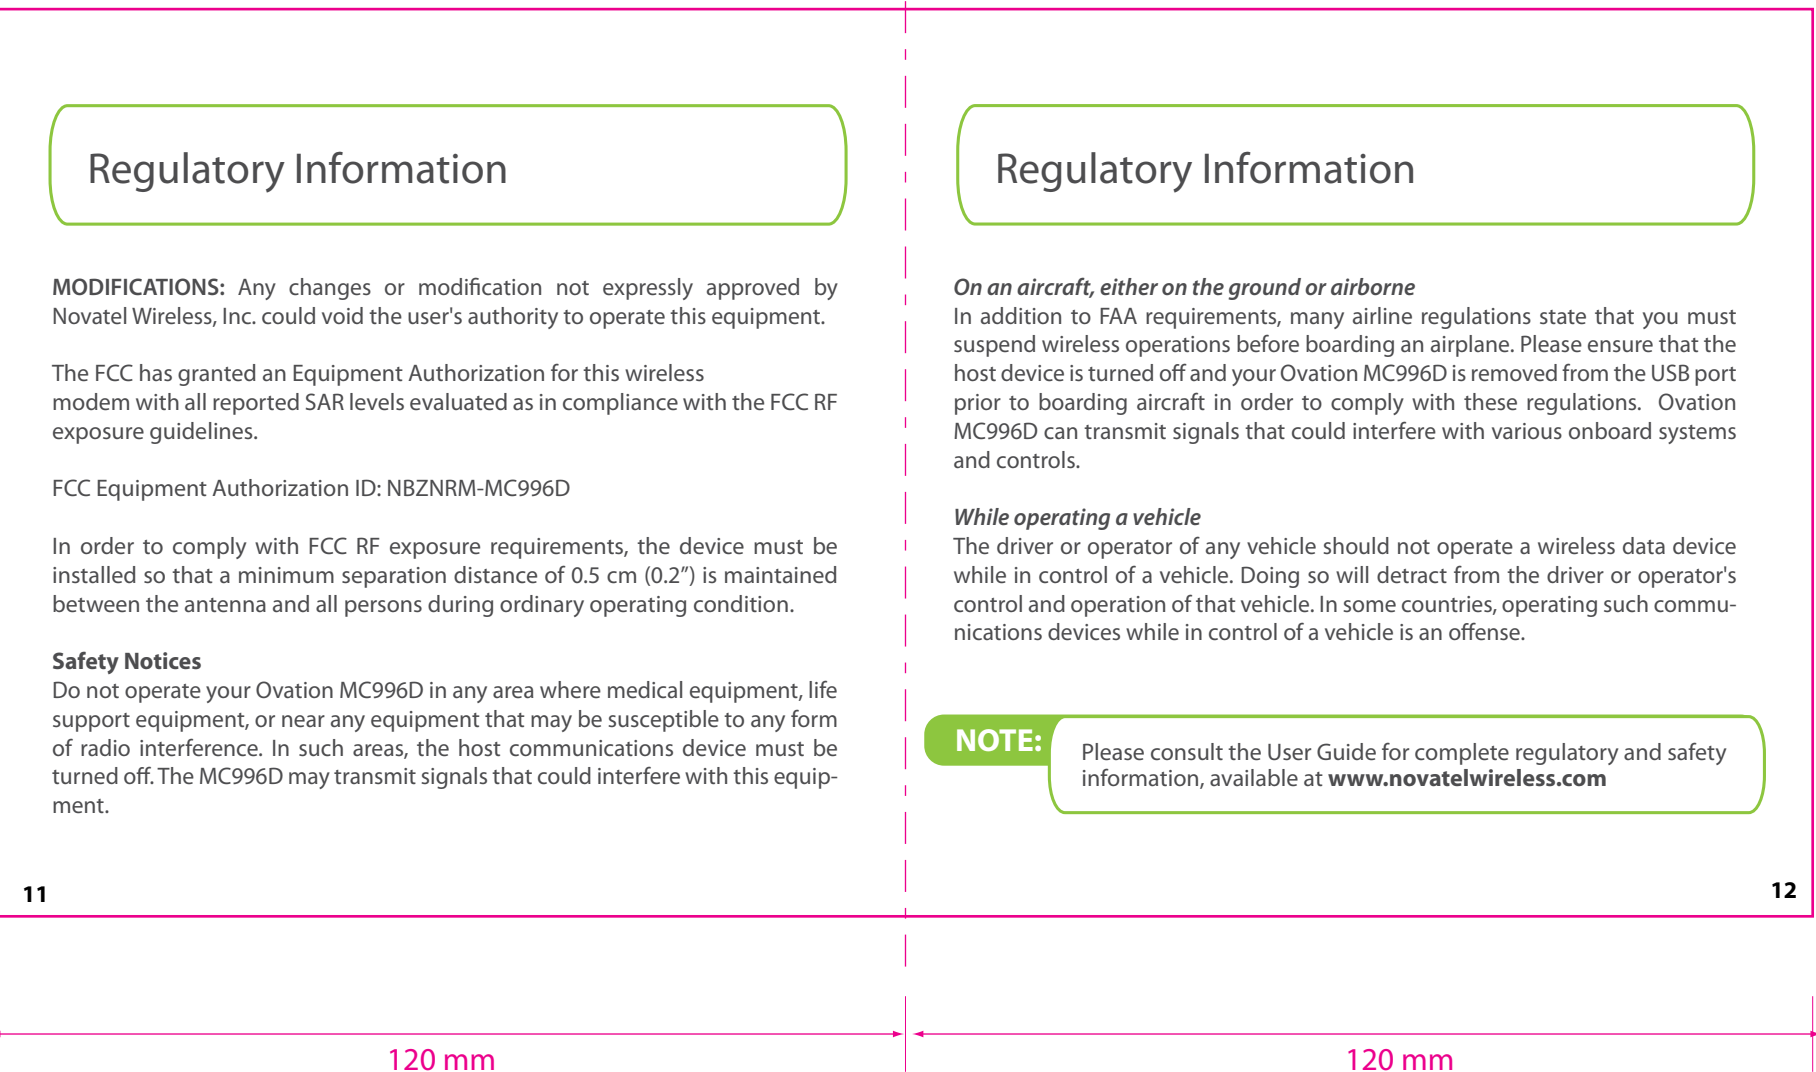 Regulatory Information
MODIFICATIONS: Any changes or modification not expressly approved by
Novatel Wireless, Inc. could void the user's authority to operate this equipment.
The FCC has granted an Equipment Authorization for this wireless
modem with all reported SAR levels evaluated as in compliance with the FCC RF
exposure guidelines.
FCC Equipment Authorization ID: NBZNRM-MC996D
In order to comply with FCC RF exposure requirements, the device must be
installed so that a minimum separation distance of 0.5 cm (0.2”) is maintained
between the antenna and all persons during ordinary operating condition.
Safety Notices
Do not operate your Ovation MC996D in any area where medical equipment, life
support equipment, or near any equipment that may be susceptible to any form
of radio interference. In such areas, the host communications device must be
turned off. The MC996D may transmit signals that could interfere with this equip-
ment.
11
120 mm
Regulatory Information
On an aircraft, either on the ground or airborne
In addition to FAA requirements, many airline regulations state that you must
suspend wireless operations before boarding an airplane. Please ensure that the
host device is turned off and your Ovation MC996D is removed from the USB port
prior to boarding aircraft in order to comply with these regulations. Ovation
MC996D can transmit signals that could interfere with various onboard systems
and controls.
While operating a vehicle
The driver or operator of any vehicle should not operate a wireless data device
while in control of a vehicle. Doing so will detract from the driver or operator's
control and operation of that vehicle. In some countries, operating such commu-
nications devices while in control of a vehicle is an offense.
NOTE:
Please consult the User Guide for complete regulatory and safety
information, available at www.novatelwireless.com
12
120 mm